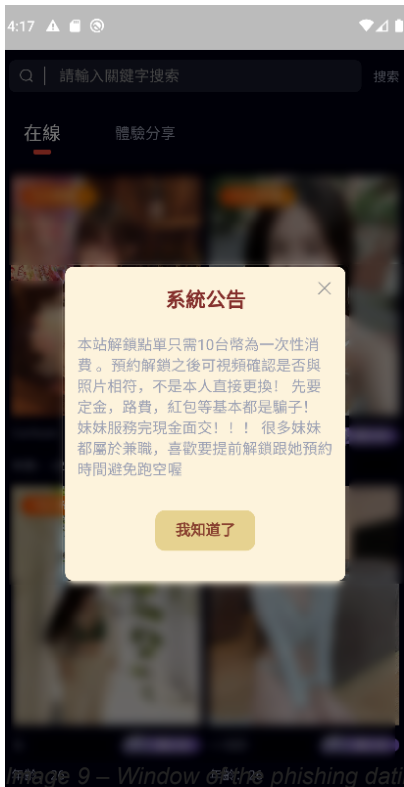 4:17
請輸入關鍵字搜索
搜索
在線
體驗分享
系統公告
本站解鎖點單只需10台幣為一次性消
費 。預約解鎖之後可視頻確認是否與
照片相符，不是本人直接更換！ 先要
定金，路費，紅包等基本都是騙子！
妹妹服務完現金面交！！！ 很多妹妹
都屬於兼職，喜歡要提前解鎖跟她預約
時間避免跑空喔
我知道了
年齡：26
年齡：26
Image 9 – Window of the phishing dati